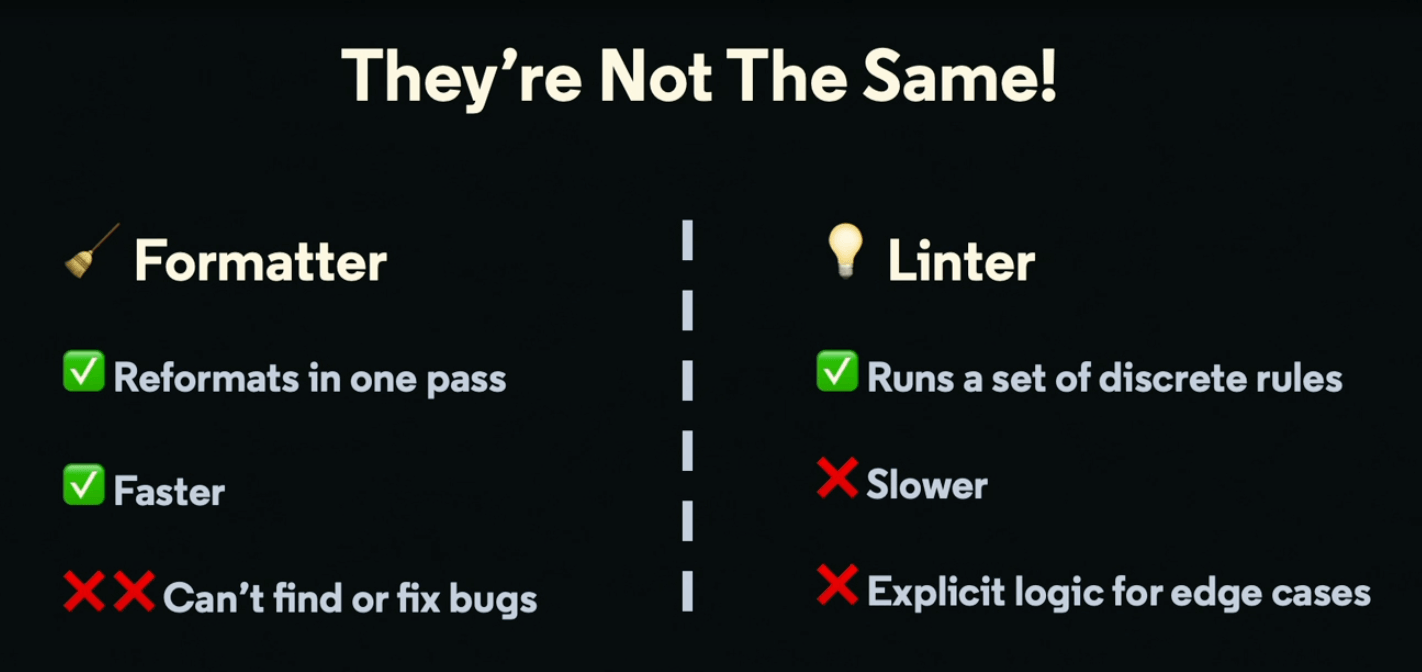 They’re Not The Same!
🧹 Formatter
✅ Reformats in one pass
✅ Faster
❌❌ Can’t find or fix bugs
💡 Linter
✅ Runs a set of discrete rules
❌ Slower
❌ Explicit logic for edge cases